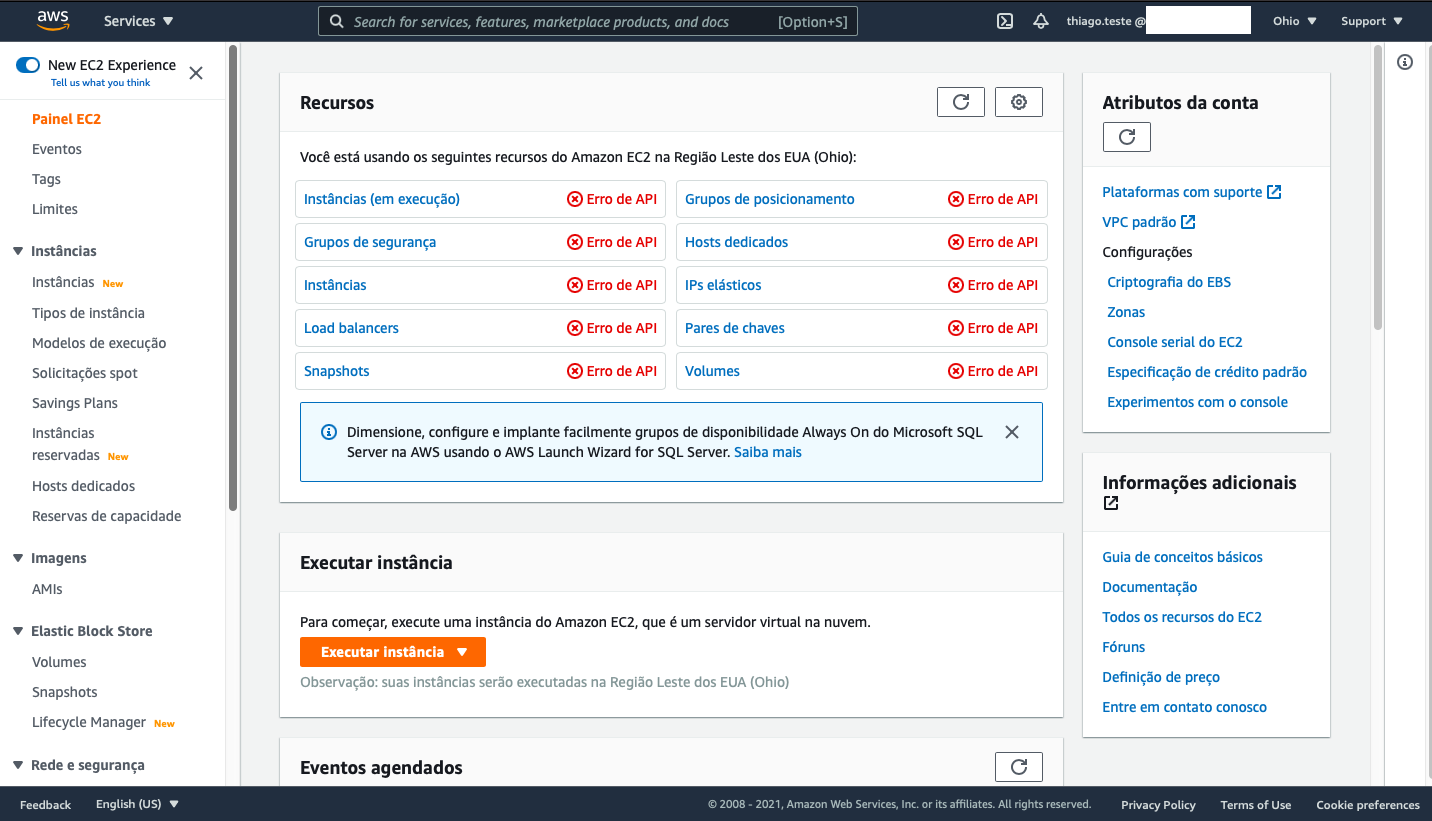 aws
Services
Search for services, features, marketplace products, and docs
[Option+S]
thiago.teste @
Ohio
Support
New EC2 Experience
Tell us what you think
Painel EC2
Eventos
Tags
Limites
Instâncias
Instâncias New
Tipos de instância
Modelos de execução
Solicitações spot
Savings Plans
Instâncias
reservadas New
Hosts dedicados
Reservas de capacidade
Imagens
AMIs
Elastic Block Store
Volumes
Snapshots
Lifecycle Manager New
Rede e segurança
Recursos
Você está usando os seguintes recursos do Amazon EC2 na Região Leste dos EUA (Ohio):
Instâncias (em execução) Erro de API
Grupos de posicionamento Erro de API
Grupos de segurança Erro de API
Hosts dedicados Erro de API
Instâncias Erro de API
IPs elásticos Erro de API
Load balancers Erro de API
Pares de chaves Erro de API
Snapshots Erro de API
Volumes Erro de API
Dimensione, configure e implante facilmente grupos de disponibilidade Always On do Microsoft SQL
Server na AWS usando o AWS Launch Wizard for SQL Server. Saiba mais
Executar instância
Para começar, execute uma instância do Amazon EC2, que é um servidor virtual na nuvem.
Executar instância
Observação: suas instâncias serão executadas na Região Leste dos EUA (Ohio)
Eventos agendados
Atributos da conta
Plataformas com suporte
VPC padrão
Configurações
Criptografia do EBS
Zonas
Console serial do EC2
Especificação de crédito padrão
Experimentos com o console
Informações adicionais
Guia de conceitos básicos
Documentação
Todos os recursos do EC2
Fóruns
Definição de preço
Entre em contato conosco
Feedback
English (US)
© 2008 - 2021, Amazon Web Services, Inc. or its affiliates. All rights reserved.
Privacy Policy
Terms of Use
Cookie preferences